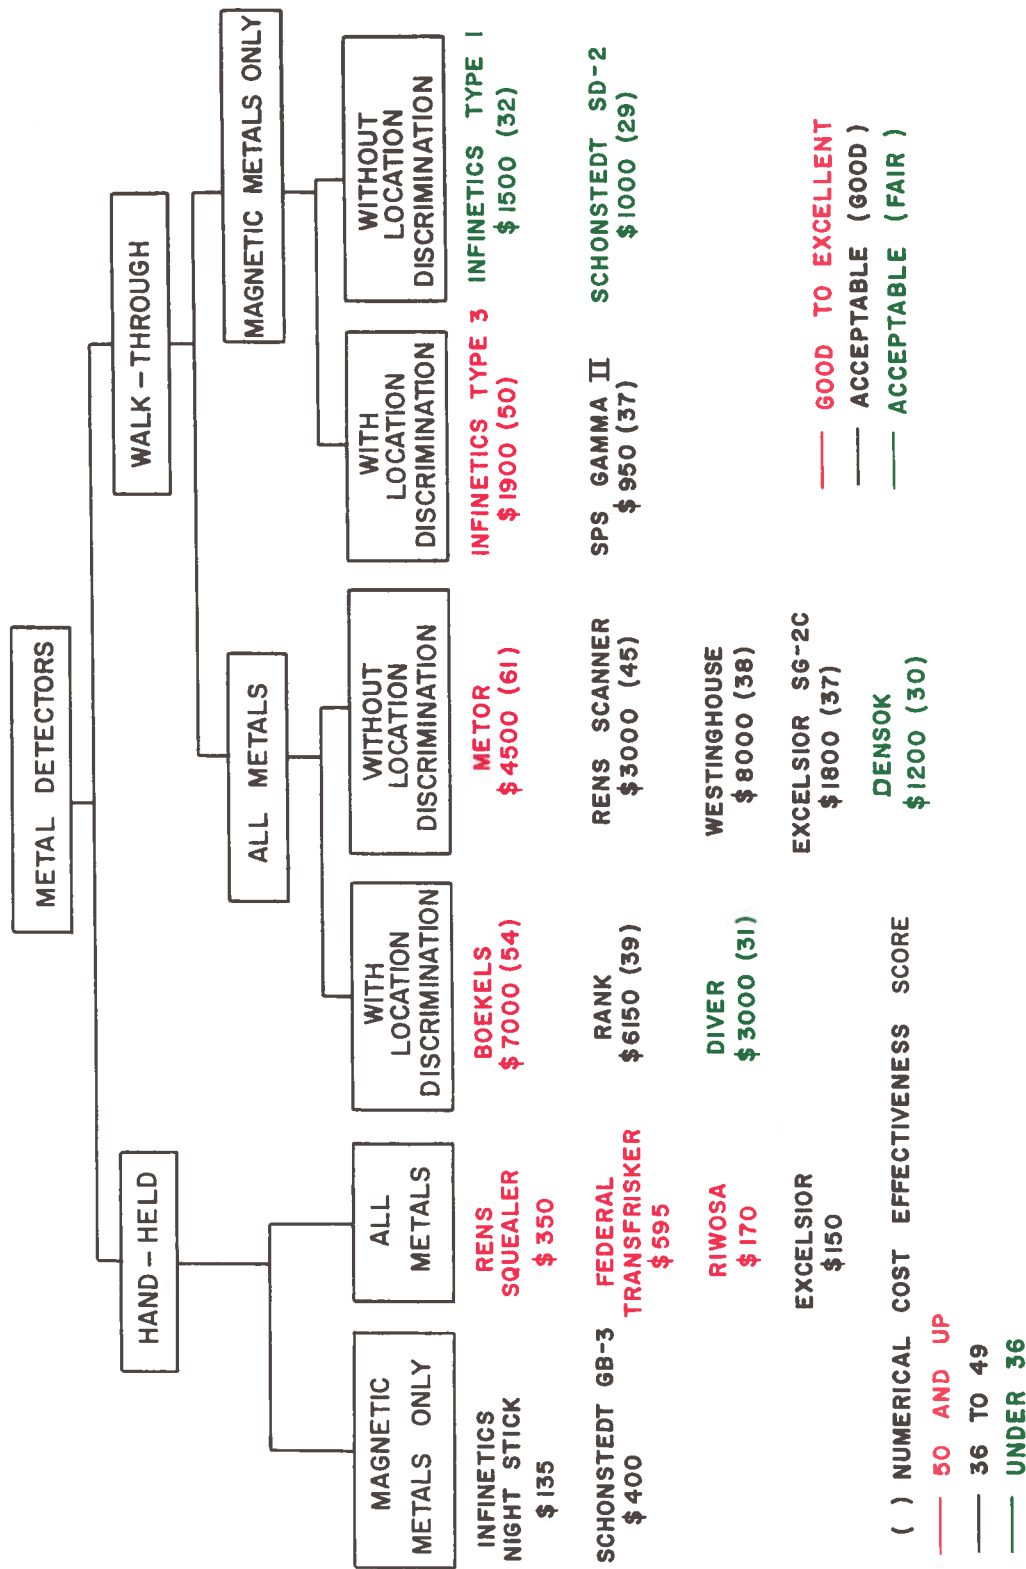 METAL DETECTORS
HAND-HELD
WALK-THROUGH
ALL METALS
MAGNETIC METALS ONLY
MAGNETIC
METALS ONLY
ALL
METALS
WITH
LOCATION
DISCRIMINATION
WITHOUT
LOCATION
DISCRIMINATION
WITH
LOCATION
DISCRIMINATION
WITHOUT
LOCATION
DISCRIMINATION
INFINETICS
NIGHT STICK
$135
SCHONSTEDT GB-3
$400
RENS
SQUEALER
$350
FEDERAL
TRANSFRISKER
$595
RIWOSA
$170
EXCELSIOR
$150
BOEKELS
$7000 (54)
RANK
$6150 (39)
DIVER
$3000 (31)
METOR
$4500 (61)
RENS SCANNER
$3000 (45)
WESTINGHOUSE
$8000 (38)
EXCELSIOR SG-2C
$1800 (37)
DENSOK
$1200 (30)
INFINETICS TYPE 3
$1900 (50)
SPS GAMMA II
$950 (37)
INFINETICS TYPE 1
$1500 (32)
SCHONSTEDT SD-2
$1000 (29)
( ) NUMERICAL COST EFFECTIVENESS SCORE
50 AND UP
36 TO 49
UNDER 36
GOOD TO EXCELLENT
ACCEPTABLE (GOOD)
ACCEPTABLE (FAIR)